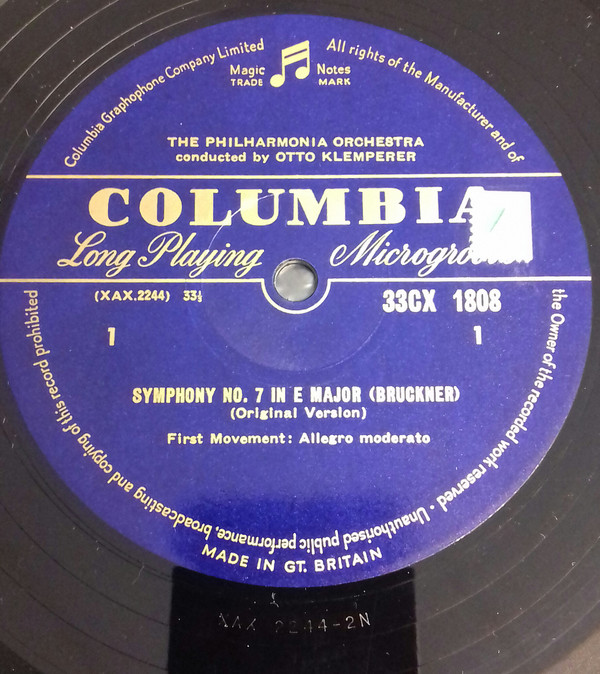 Columbia Graphophone Company Limited
All rights of the Manufacturer and of
the Owner of the recorded work reserved · Unauthorised public performance, broadcasting and copying of this record prohibited
Magic Notes
TRADE MARK
THE PHILHARMONIA ORCHESTRA
conducted by OTTO KLEMPERER
COLUMBIA
Long Playing
(XAX.2244) 33⅓
33CX 1808
1 1
SYMPHONY NO. 7 IN E MAJOR (BRUCKNER)
(Original Version)
First Movement: Allegro moderato
MADE IN GT. BRITAIN
XAX 2244-2N